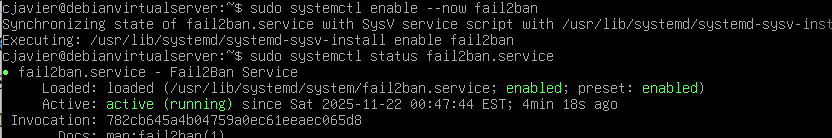 cjavier@debianvirtualserver:~$ sudo systemctl enable --now fail2ban
Synchronizing state of fail2ban.service with SysV service script with /usr/lib/systemd/systemd-sysv-inst
Executing: /usr/lib/systemd/systemd-sysv-install enable fail2ban
cjavier@debianvirtualserver:~$ sudo systemctl status fail2ban.service
● fail2ban.service - Fail2Ban Service
Loaded: loaded (/usr/lib/systemd/system/fail2ban.service; enabled; preset: enabled)
Active: active (running) since Sat 2025-11-22 00:47:44 EST; 4min 18s ago
Invocation: 782cb645a4b04759a0ec61eeaec065d8
Docs: man:fail2ban(1)